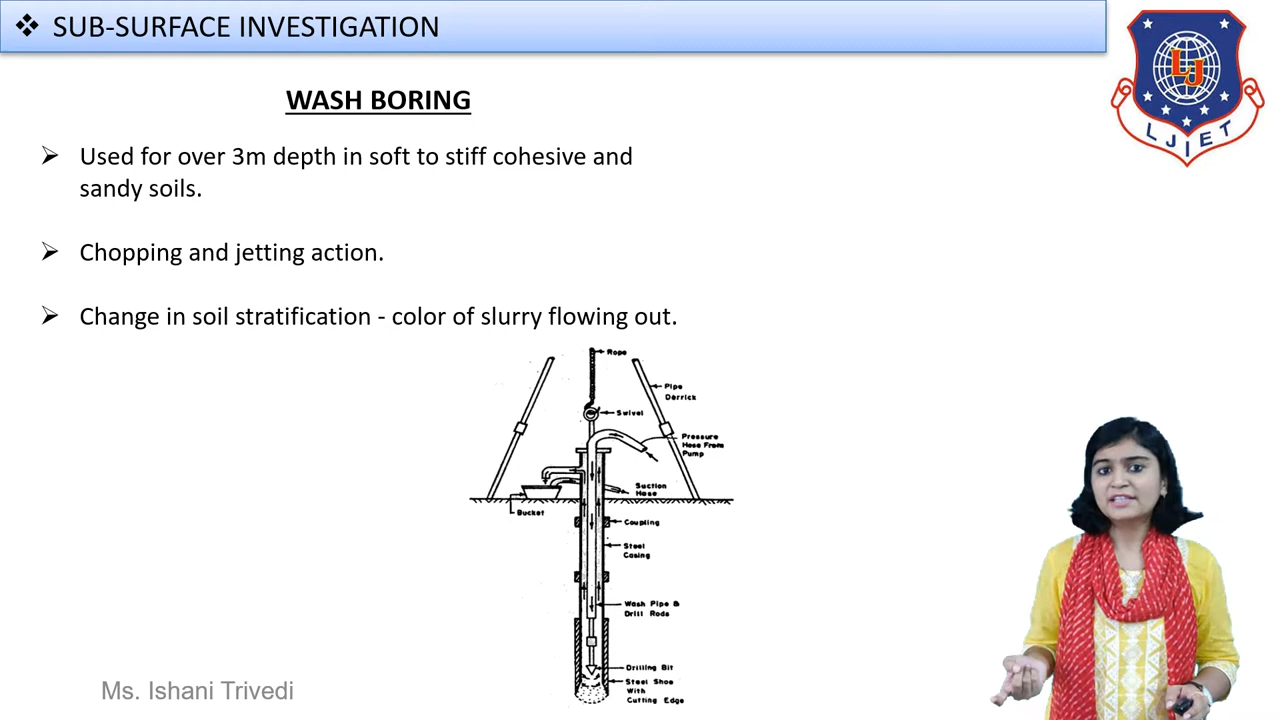 ❖ SUB-SURFACE INVESTIGATION
LJ
LJIET
WASH BORING
➢ Used for over 3m depth in soft to stiff cohesive and
sandy soils.
➢ Chopping and jetting action.
➢ Change in soil stratification - color of slurry flowing out.
Rope
Pipe
Derrick
Swivel
Pressure
Hose From
Pump
Suction
Hose
Bucket
Coupling
Steel
Casing
Wash Pipe &
Drill Rods
Drilling Bit
Steel Shoe
With
Cutting Edge
Ms. Ishani Trivedi